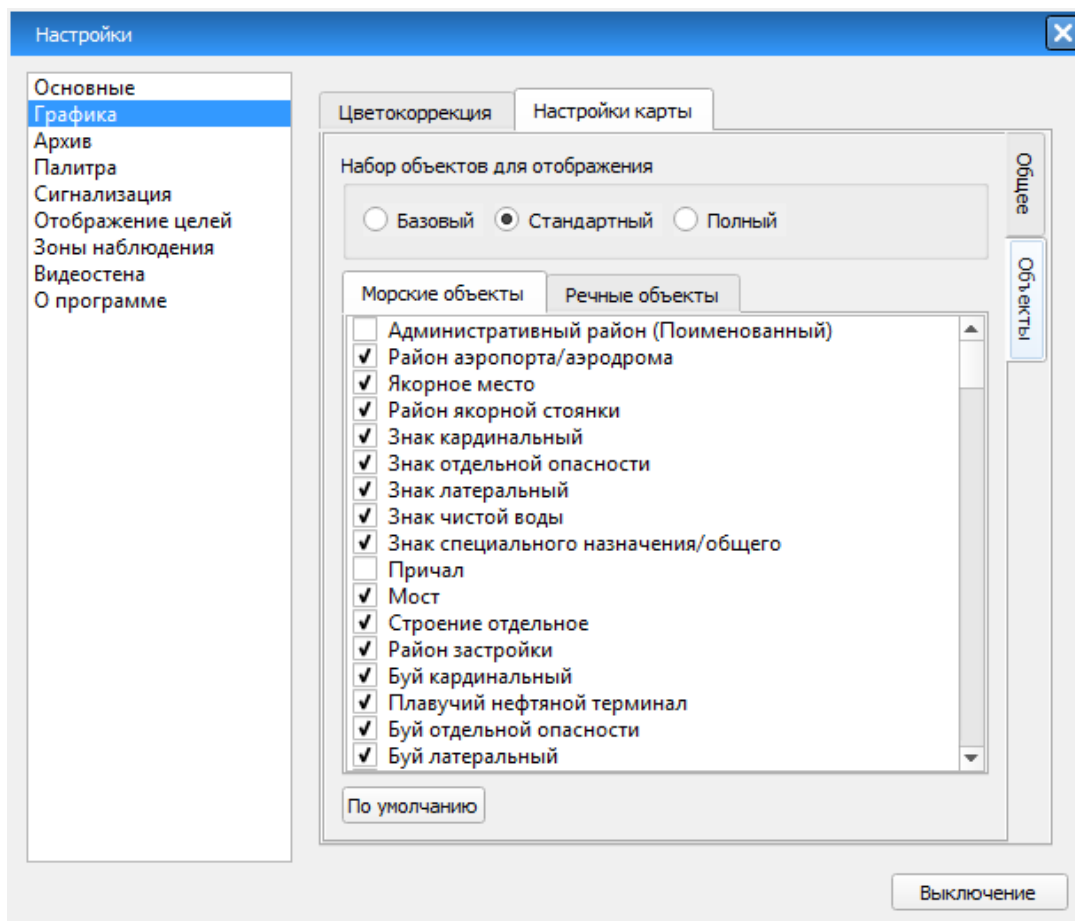 Настройки
Основные
Графика
Архив
Палитра
Сигнализация
Отображение целей
Зоны наблюдения
Видеостена
О программе
Цветокоррекция
Настройки карты
Общее
Объекты
Набор объектов для отображения
Базовый
Стандартный
Полный
Морские объекты
Речные объекты
Административный район (Поименованный)
Район аэропорта/аэродрома
Якорное место
Район якорной стоянки
Знак кардинальный
Знак отдельной опасности
Знак латеральный
Знак чистой воды
Знак специального назначения/общего
Причал
Мост
Строение отдельное
Район застройки
Буй кардинальный
Плавучий нефтяной терминал
Буй отдельной опасности
Буй латеральный
По умолчанию
Выключение